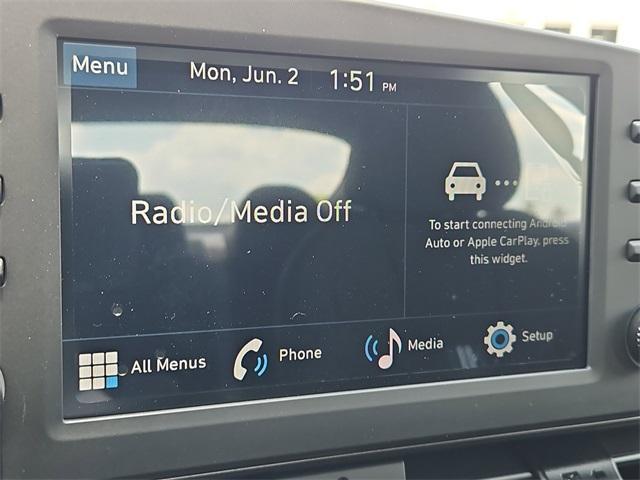 Menu
Mon, Jun. 2
1:51 PM
Radio/Media Off
To start connecting Android
Auto or Apple CarPlay, press
this widget.
All Menus
Phone
Media
Setup